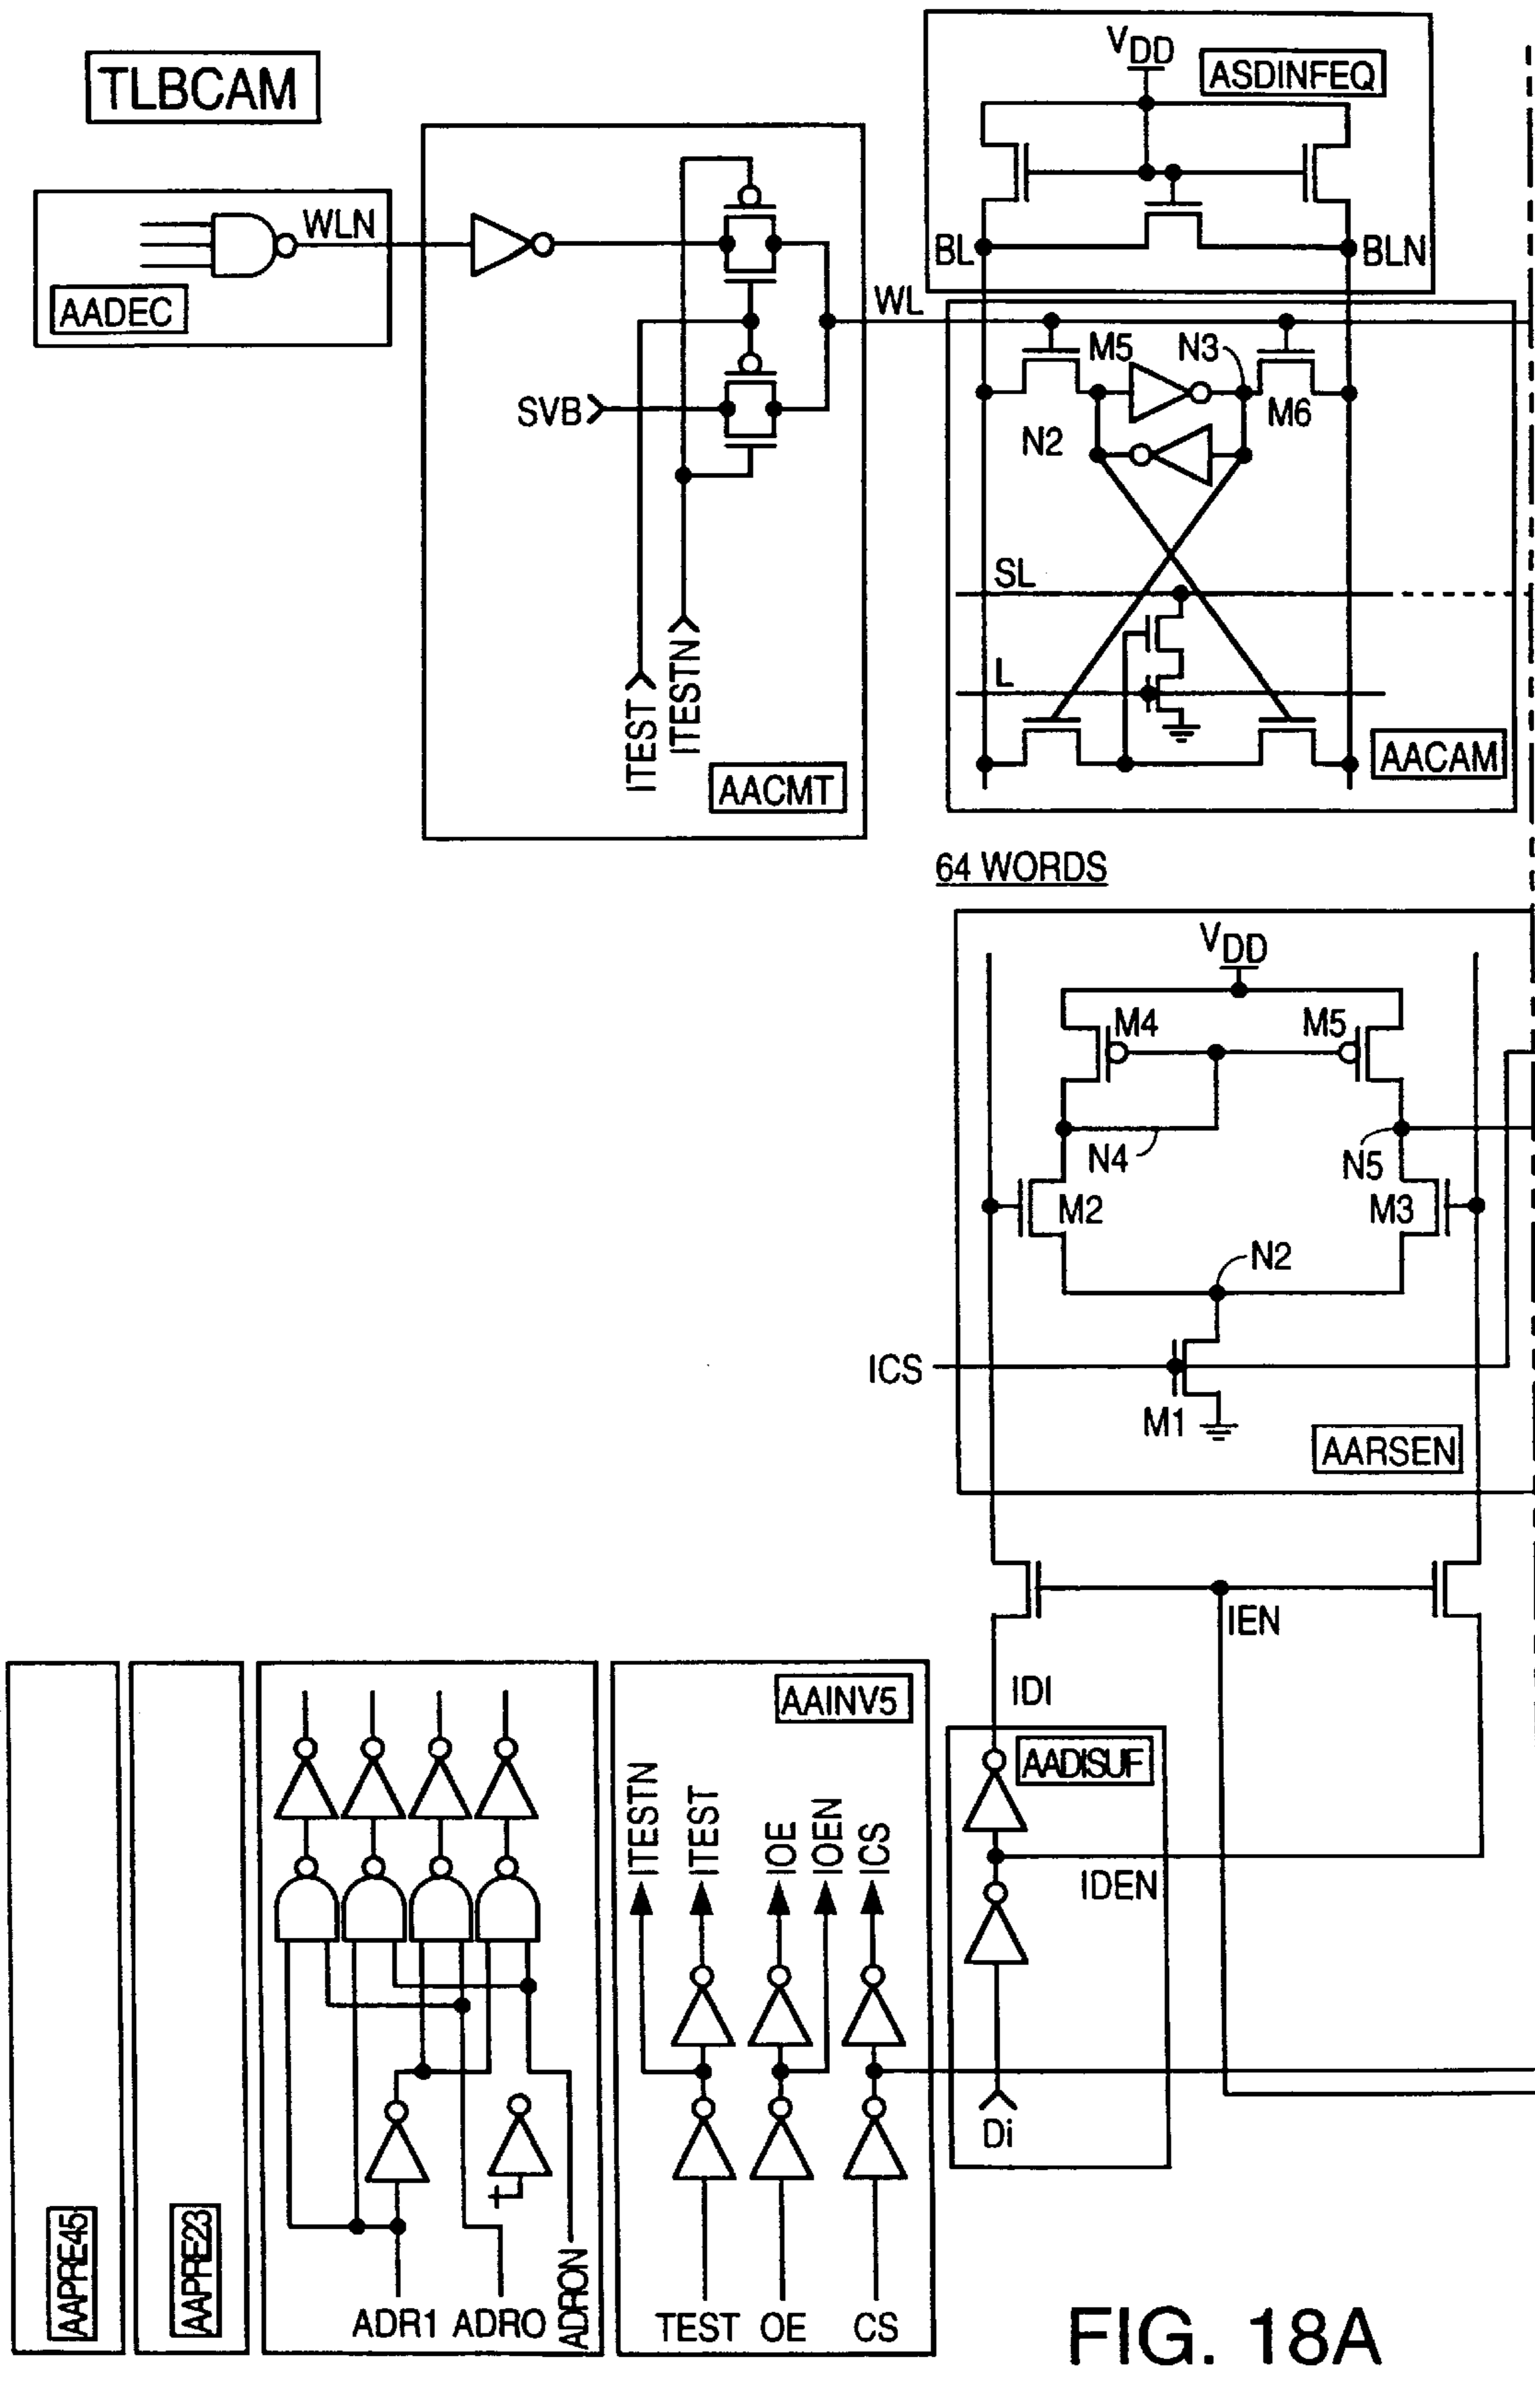 TLBCAM
VDD
ASDINFEQ
WLN
AADEC
BL
BLN
WL
SVB
M5
N3
M6
N2
SL
L
ITEST
ITESTN
AACMT
AACAM
64 WORDS
VDD
M4
M5
N4
N5
M2
M3
N2
ICS
M1
AARSEN
IEN
IDI
AAINV5
AADISUF
ITESTN
ITEST
IOE
IOEN
ICS
IDEN
Di
AAPRE45
AAPRE23
ADR1
ADRO
ADRON
TEST
OE
CS
FIG. 18A